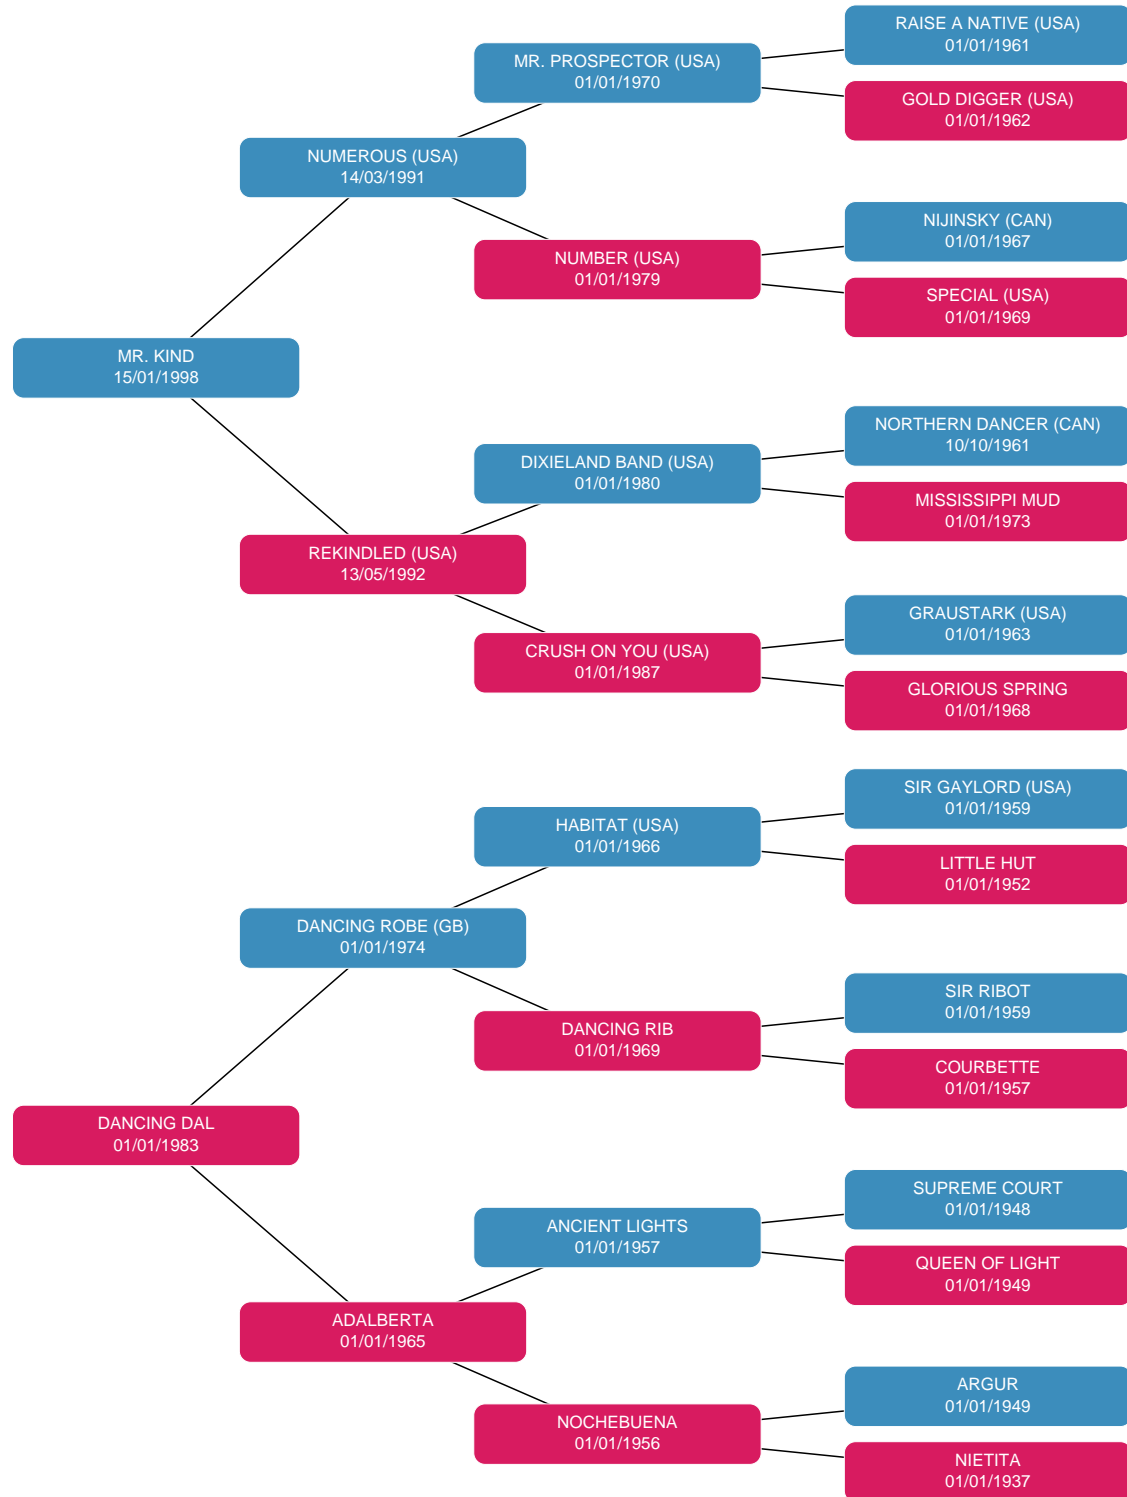 RAISE A NATIVE (USA)
01/01/1961
MR. PROSPECTOR (USA)
01/01/1970
GOLD DIGGER (USA)
01/01/1962
NUMEROUS (USA)
14/03/1991
NIJINSKY (CAN)
01/01/1967
NUMBER (USA)
01/01/1979
SPECIAL (USA)
01/01/1969
MR. KIND
15/01/1998
NORTHERN DANCER (CAN)
10/10/1961
DIXIELAND BAND (USA)
01/01/1980
MISSISSIPPI MUD
01/01/1973
REKINDLED (USA)
13/05/1992
GRAUSTARK (USA)
01/01/1963
CRUSH ON YOU (USA)
01/01/1987
GLORIOUS SPRING
01/01/1968
SIR GAYLORD (USA)
01/01/1959
HABITAT (USA)
01/01/1966
LITTLE HUT
01/01/1952
DANCING ROBE (GB)
01/01/1974
SIR RIBOT
01/01/1959
DANCING RIB
01/01/1969
COURBETTE
01/01/1957
DANCING DAL
01/01/1983
SUPREME COURT
01/01/1948
ANCIENT LIGHTS
01/01/1957
QUEEN OF LIGHT
01/01/1949
ADALBERTA
01/01/1965
ARGUR
01/01/1949
NOCHEBUENA
01/01/1956
NIETITA
01/01/1937